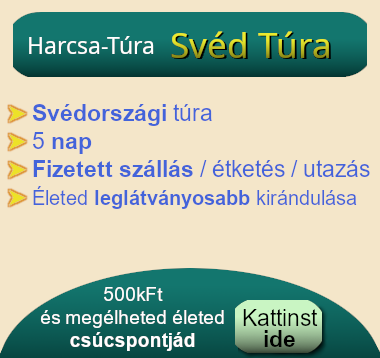 Harcsa-Túra Svéd Túra
Svédországi túra
5 nap
Fizetett szállás / étketés / utazás
Életed leglátványosabb kirándulása
500kFt
és megélheted életed
csúcspontjád
Kattinst
ide